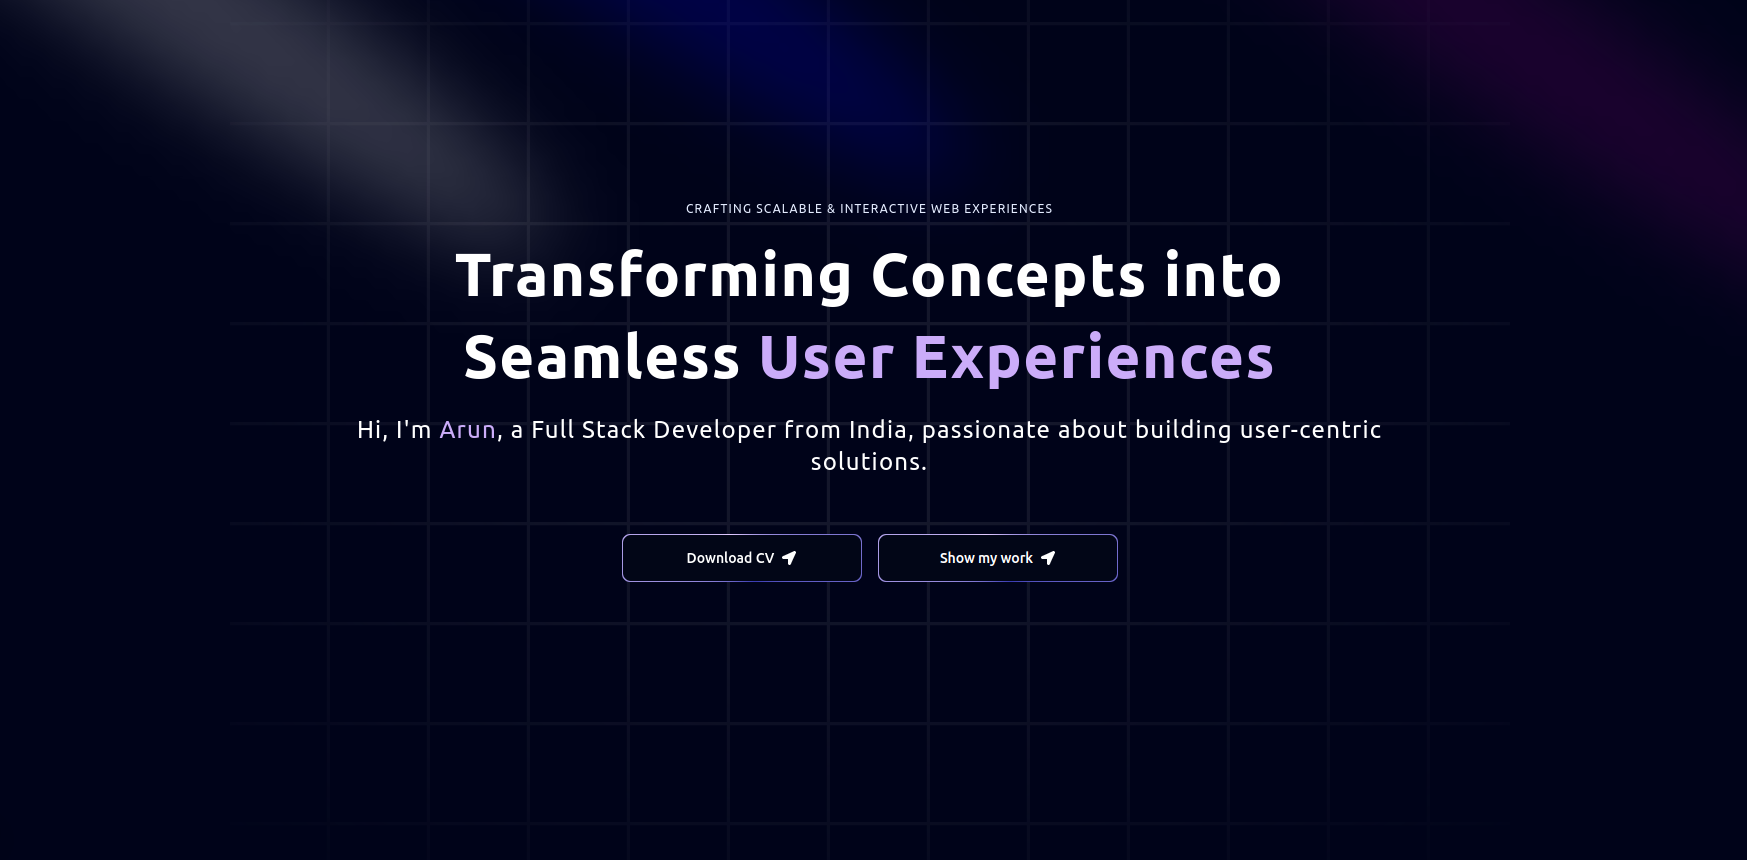 CRAFTING SCALABLE & INTERACTIVE WEB EXPERIENCES
Transforming Concepts into
Seamless User Experiences
Hi, I'm Arun, a Full Stack Developer from India, passionate about building user-centric
solutions.
Download CV
Show my work